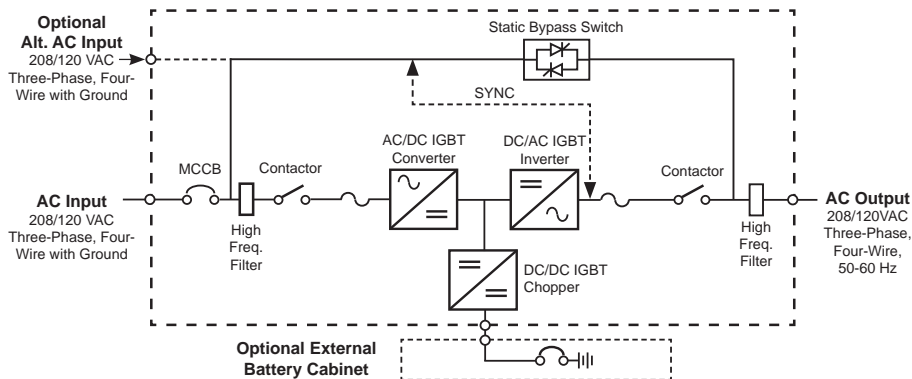 Optional
Alt. AC Input
208/120 VAC
Three-Phase, Four-
Wire with Ground
Static Bypass Switch
SYNC
MCCB
Contactor
AC/DC IGBT
Converter
DC/AC IGBT
Inverter
Contactor
AC Input
208/120 VAC
Three-Phase, Four-
Wire with Ground
High
Freq.
Filter
High
Freq.
Filter
AC Output
208/120VAC
Three-Phase,
Four-Wire,
50-60 Hz
DC/DC IGBT
Chopper
Optional External
Battery Cabinet